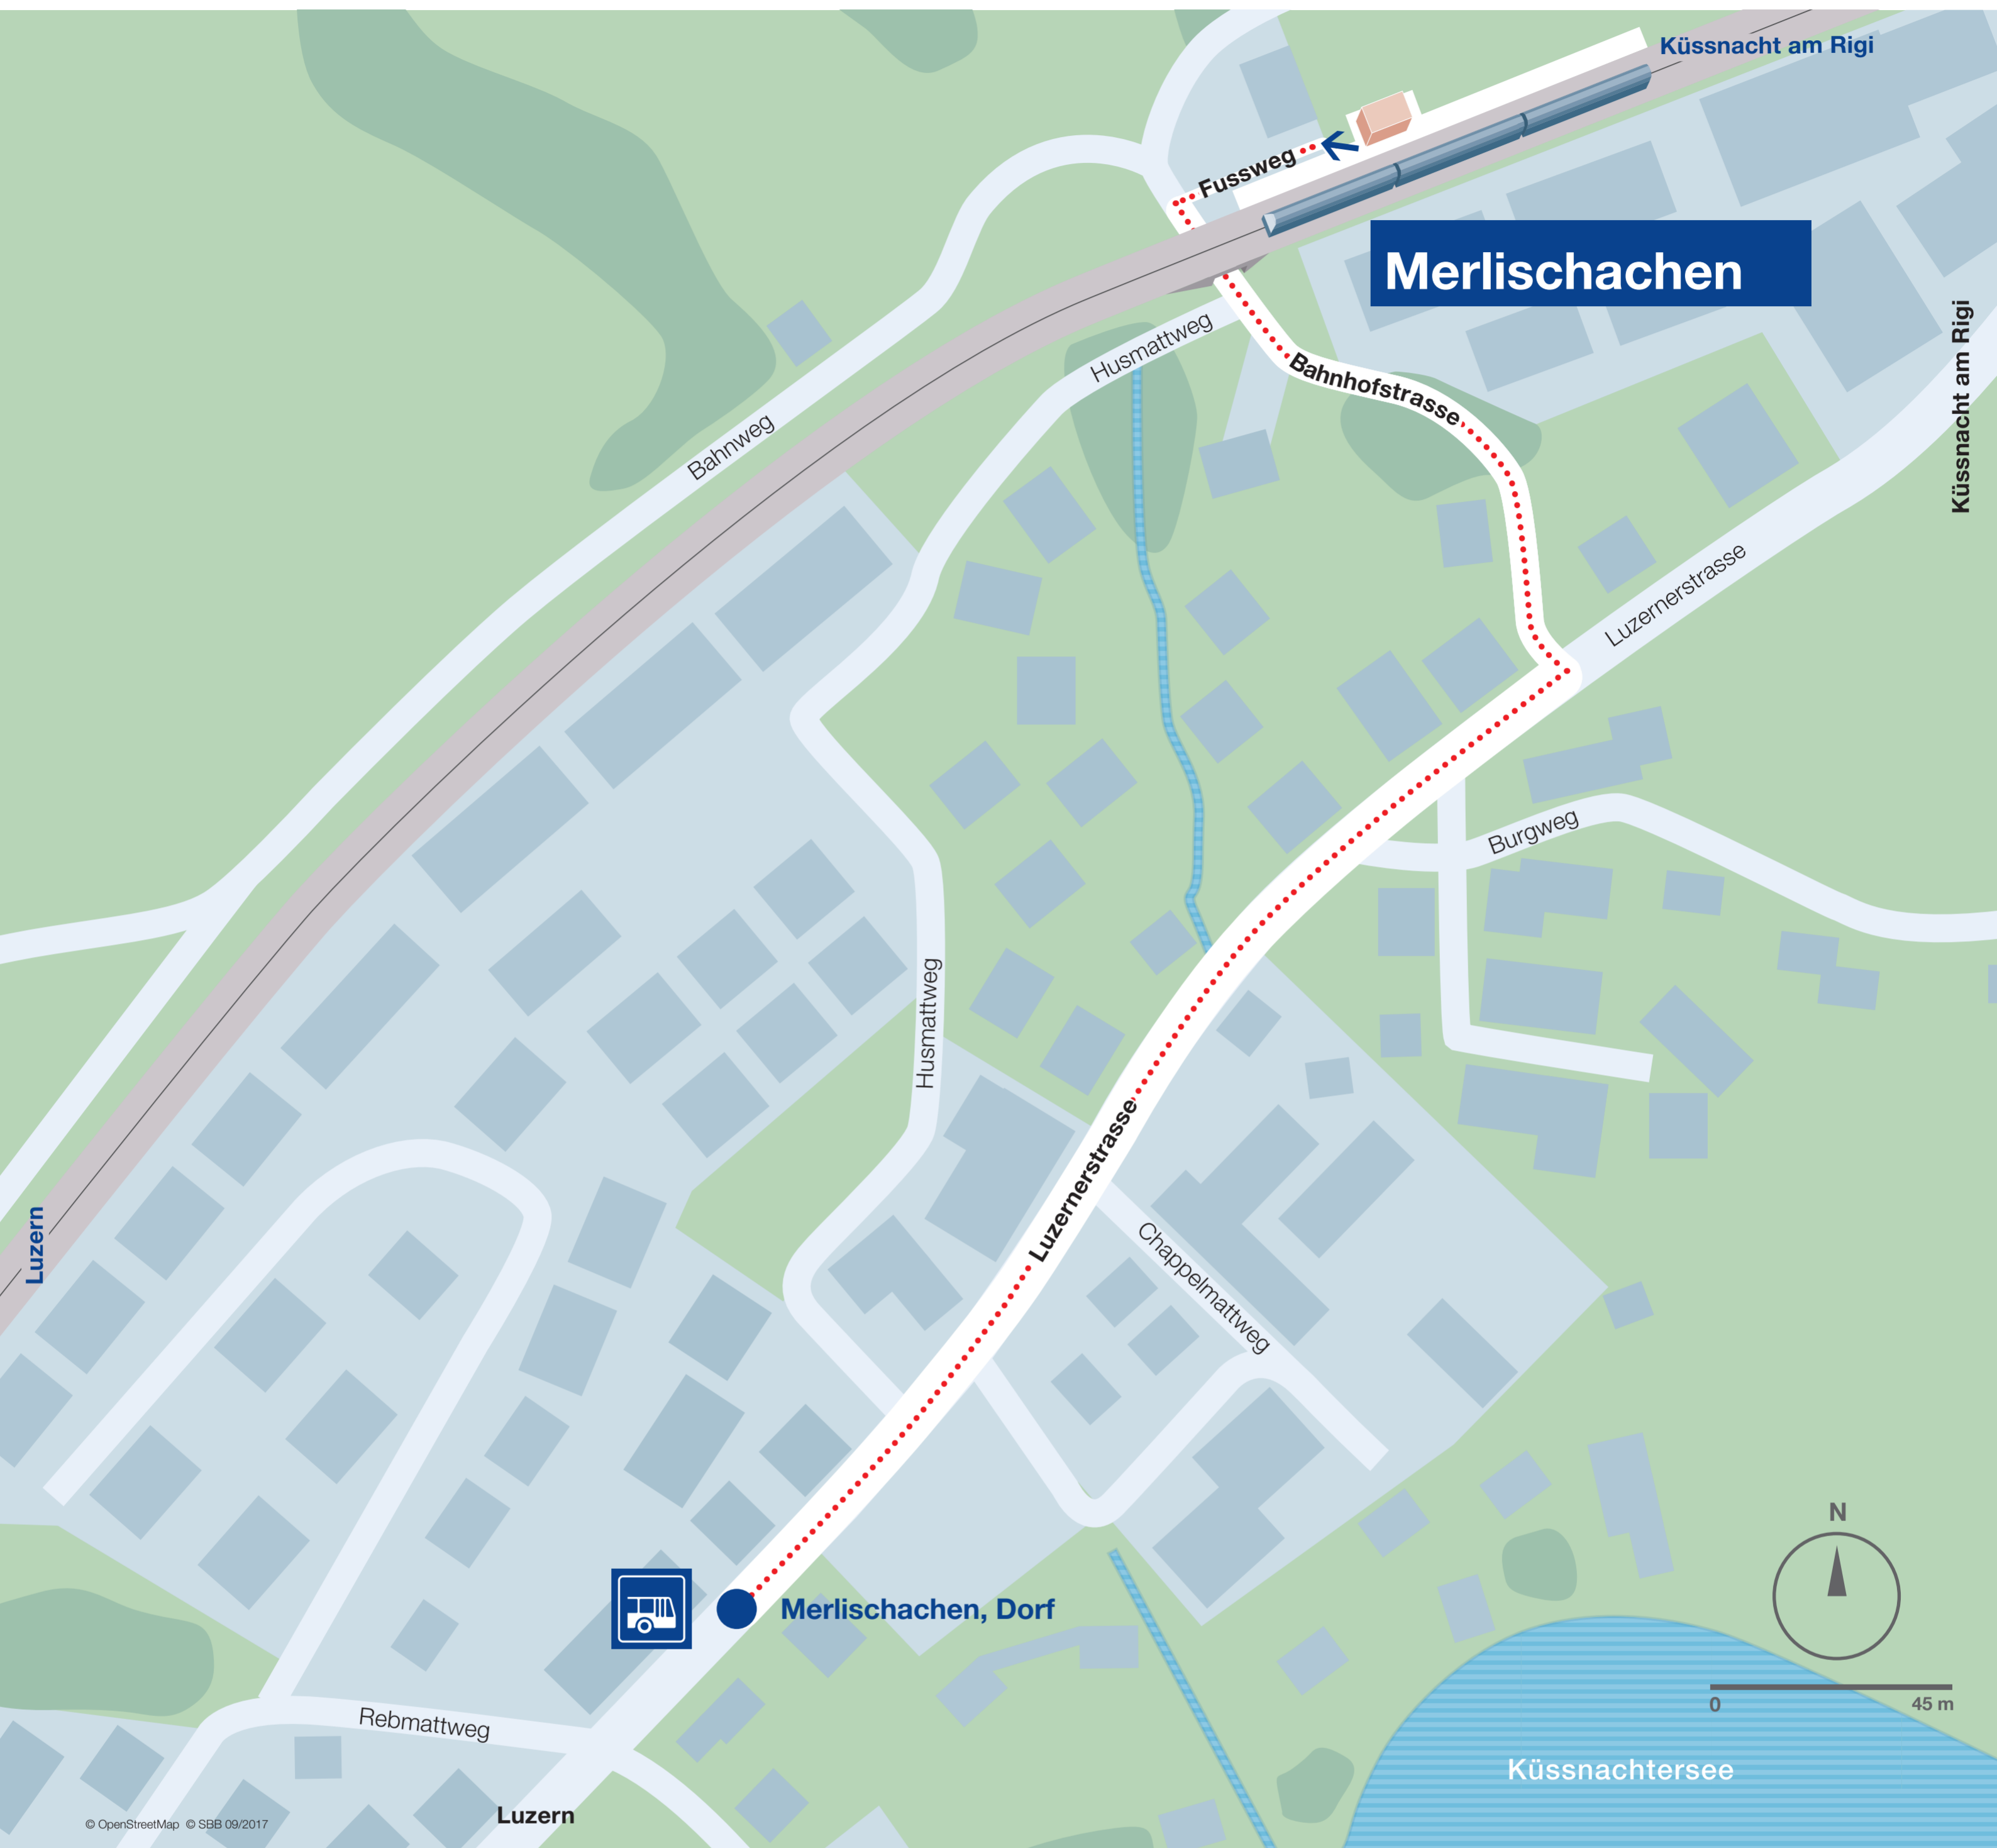 Küssnacht am Rigi
Fussweg
Merlischachen
Küssnacht am Rigi
Husmattweg
Bahnhofstrasse
Bahnweg
Luzernerstrasse
Burgweg
Husmattweg
Luzernerstrasse
Luzern
Chappelmattweg
N
Merlischachen, Dorf
0 45 m
Rebmattweg
Küssnachtersee
Luzern
© OpenStreetMap © SBB 09/2017